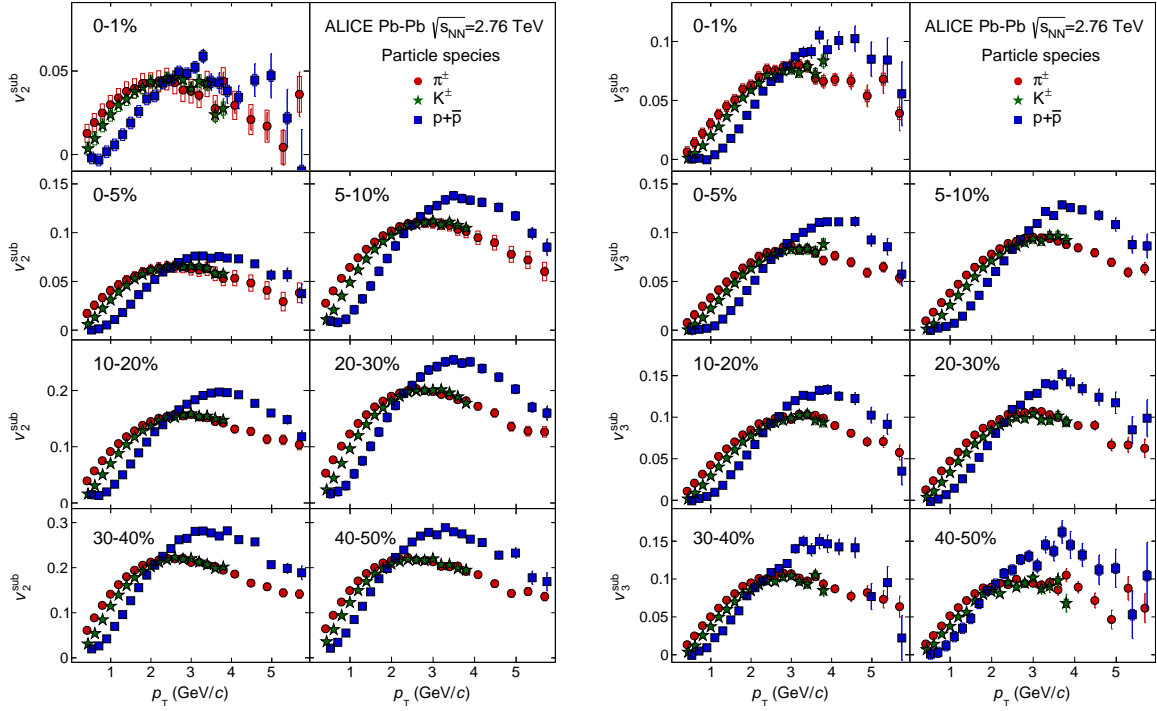 0-1%
ALICE Pb-Pb √sNN=2.76 TeV
Particle species
π±
K±
p+p̅
v2sub
0.05
0
0-5%
5-10%
v2sub
0.15
0.1
0.05
0
10-20%
20-30%
v2sub
0.2
0.1
0
30-40%
40-50%
v2sub
0.3
0.2
0.1
0
1 2 3 4 5 1 2 3 4 5
pT (GeV/c) pT (GeV/c)
0-1%
ALICE Pb-Pb √sNN=2.76 TeV
Particle species
π±
K±
p+p̅
v3sub
0.1
0.05
0
0-5%
5-10%
v3sub
0.15
0.1
0.05
0
10-20%
20-30%
v3sub
0.15
0.1
0.05
0
30-40%
40-50%
v3sub
0.15
0.1
0.05
0
1 2 3 4 5 1 2 3 4 5
pT (GeV/c) pT (GeV/c)